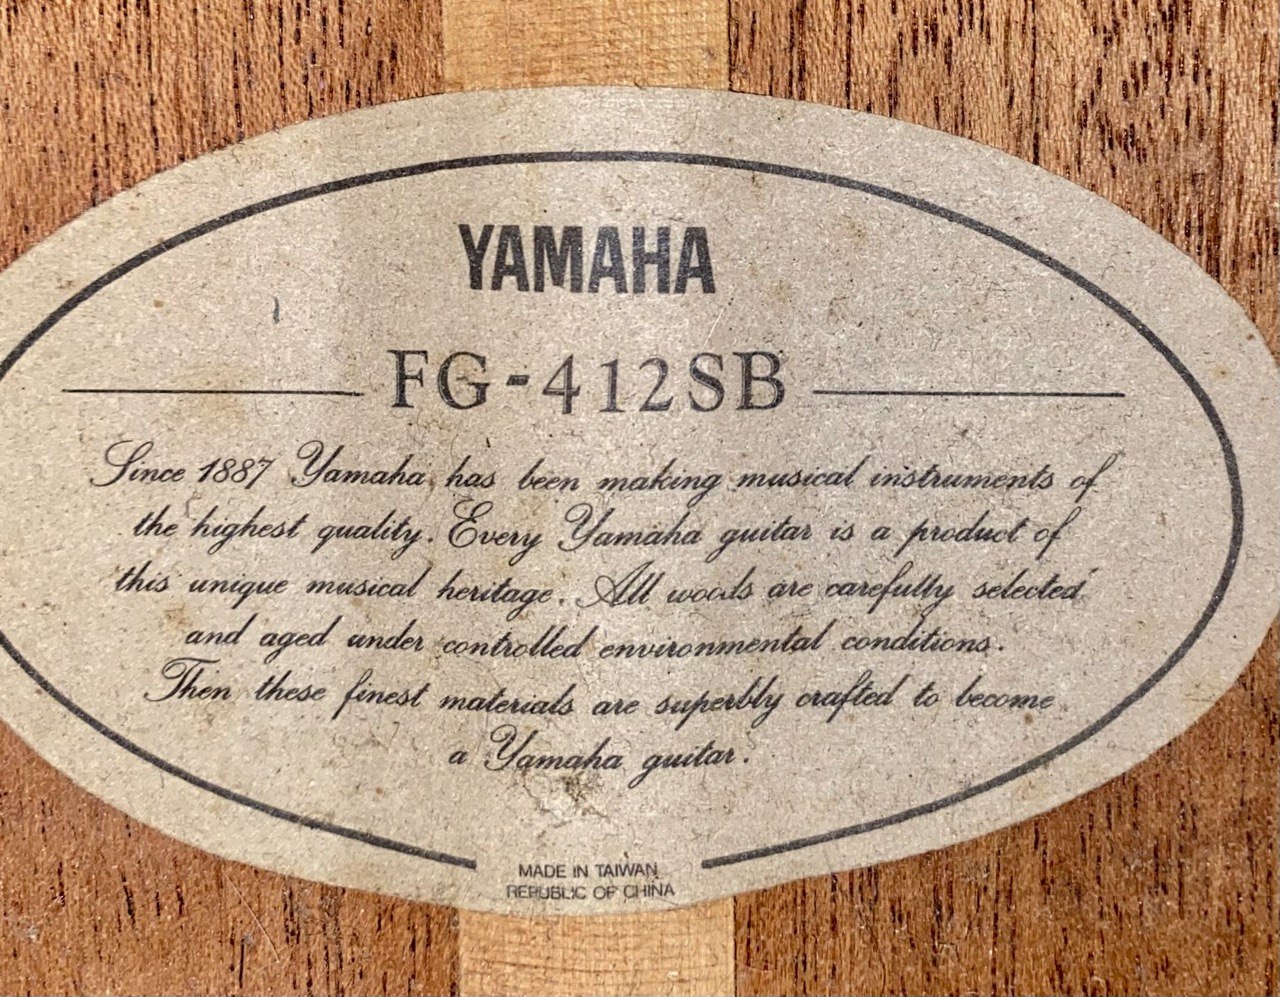 YAMAHA
FG-412SB
Since 1887 Yamaha has been making musical instruments of
the highest quality. Every Yamaha guitar is a product of
this unique musical heritage. All woods are carefully selected
and aged under controlled environmental conditions.
Then these finest materials are superbly crafted to become
a Yamaha guitar.
MADE IN TAIWAN
REPUBLIC OF CHINA